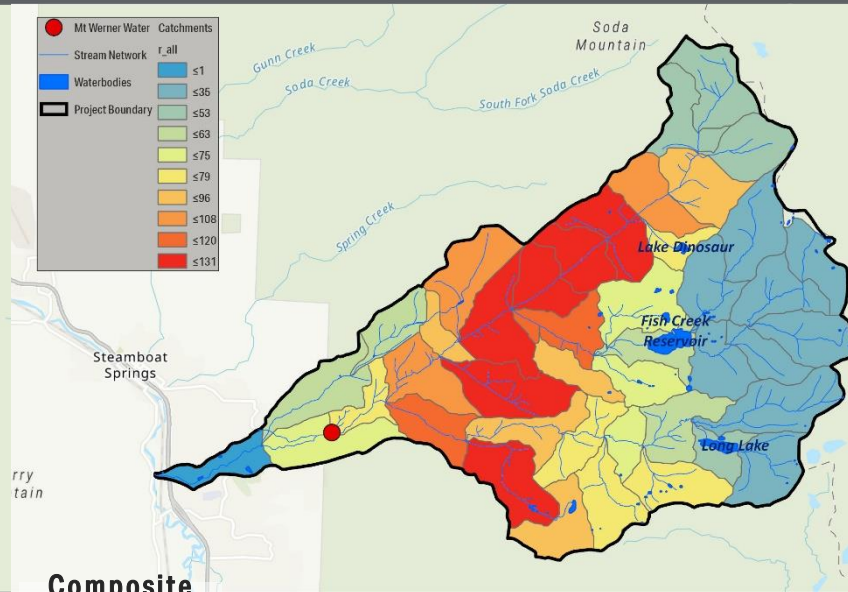 Mt Werner Water
Stream Network
Waterbodies
Project Boundary
Catchments
r_all
≤1
≤35
≤53
≤63
≤75
≤79
≤96
≤108
≤120
≤131
Soda
Mountain
Gunn Creek
Soda Creek
South Fork Soda Creek
Spring Creek
Lake Dinosaur
Fish Creek
Reservoir
Steamboat
Springs
Long Lake
rry
tain
Composite